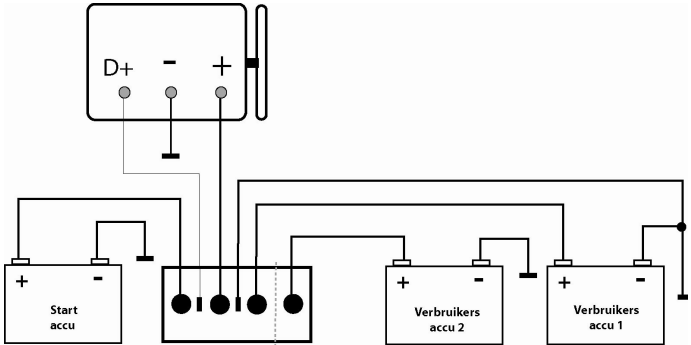 D+ - +
+ -
Start
accu
+ -
Verbruikers
accu 2
+ -
Verbruikers
accu 1